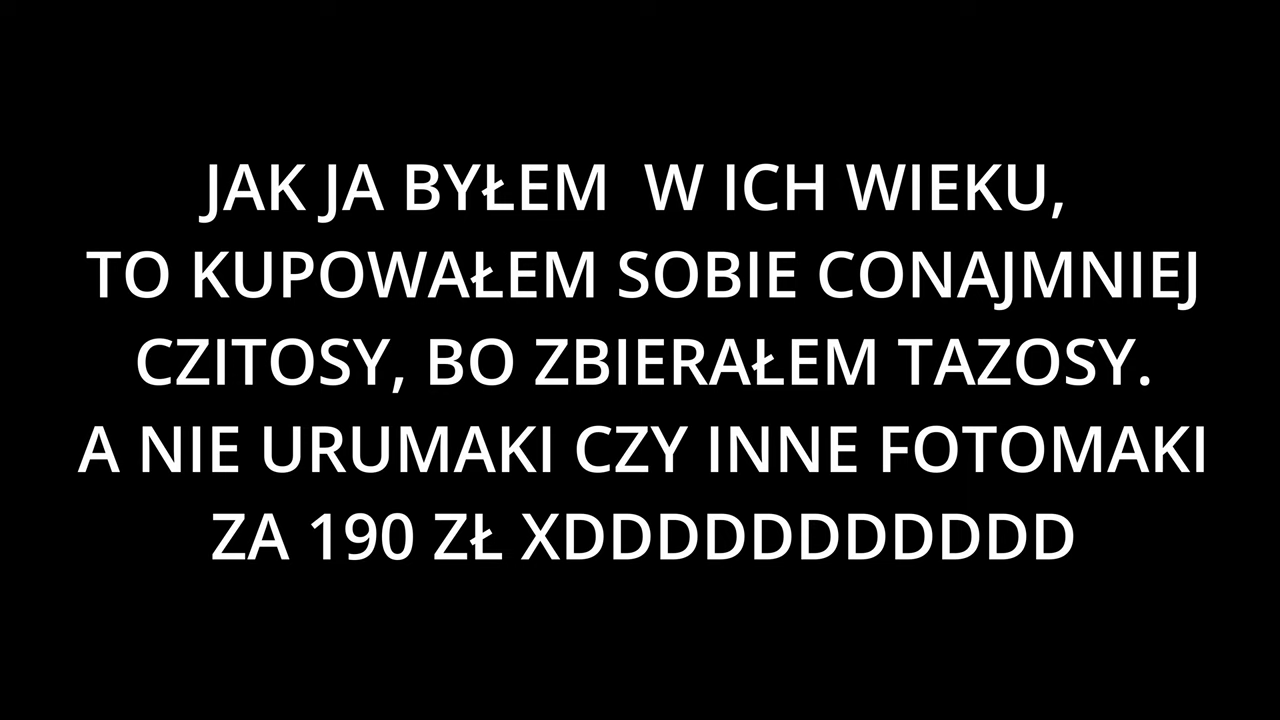 JAK JA BYŁEM  W ICH WIEKU,
TO KUPOWAŁEM SOBIE CONAJMNIEJ
CZITOSY, BO ZBIERAŁEM TAZOSY.
A NIE URUMAKI CZY INNE FOTOMAKI
ZA 190 ZŁ XDDDDDDDDDDDD